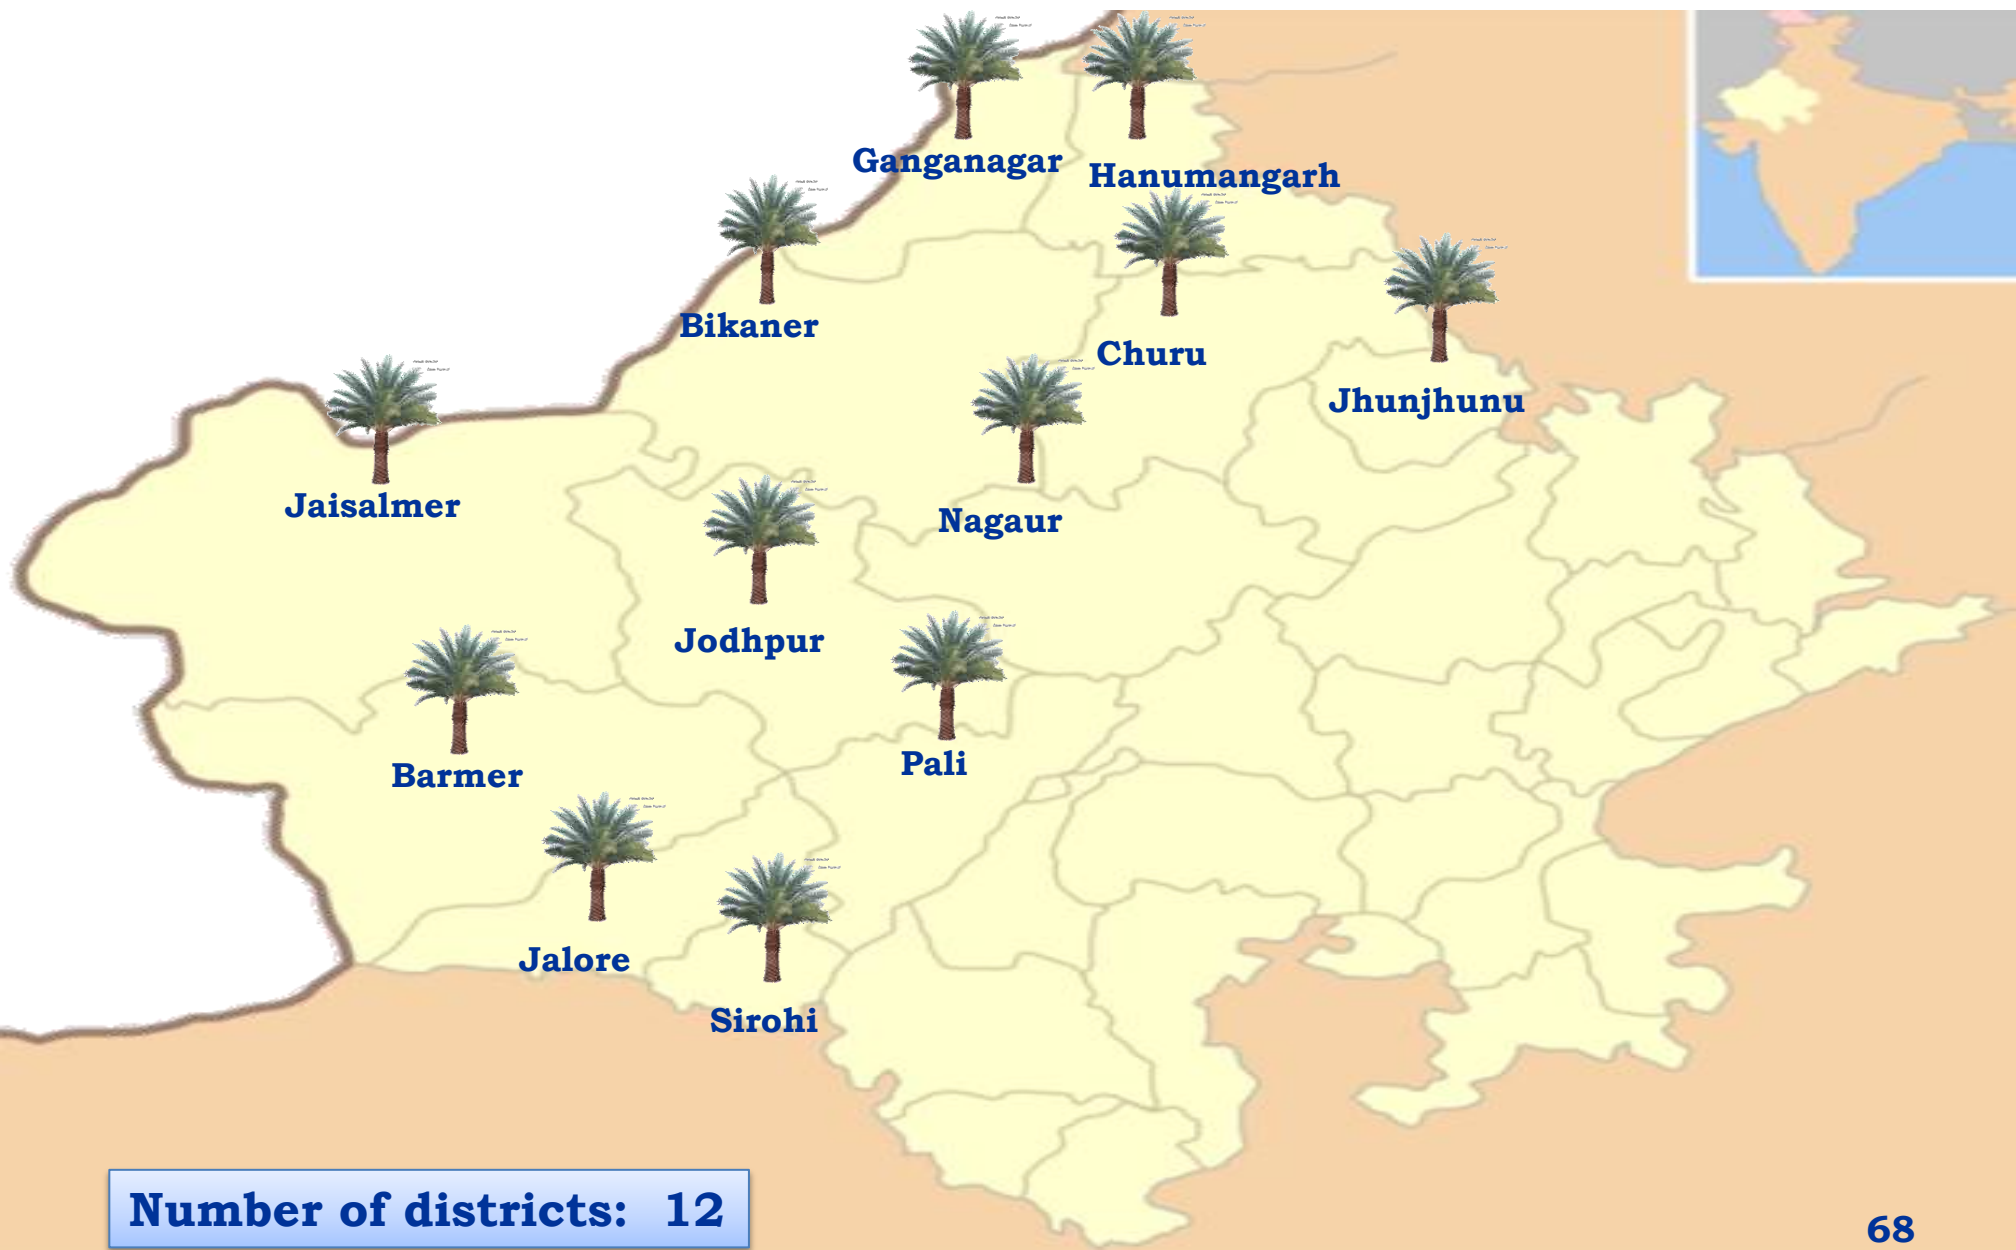 Ganganagar
Hanumangarh
Bikaner
Churu
Jhunjhunu
Jaisalmer
Nagaur
Jodhpur
Pali
Barmer
Jalore
Sirohi
Number of districts: 12
68